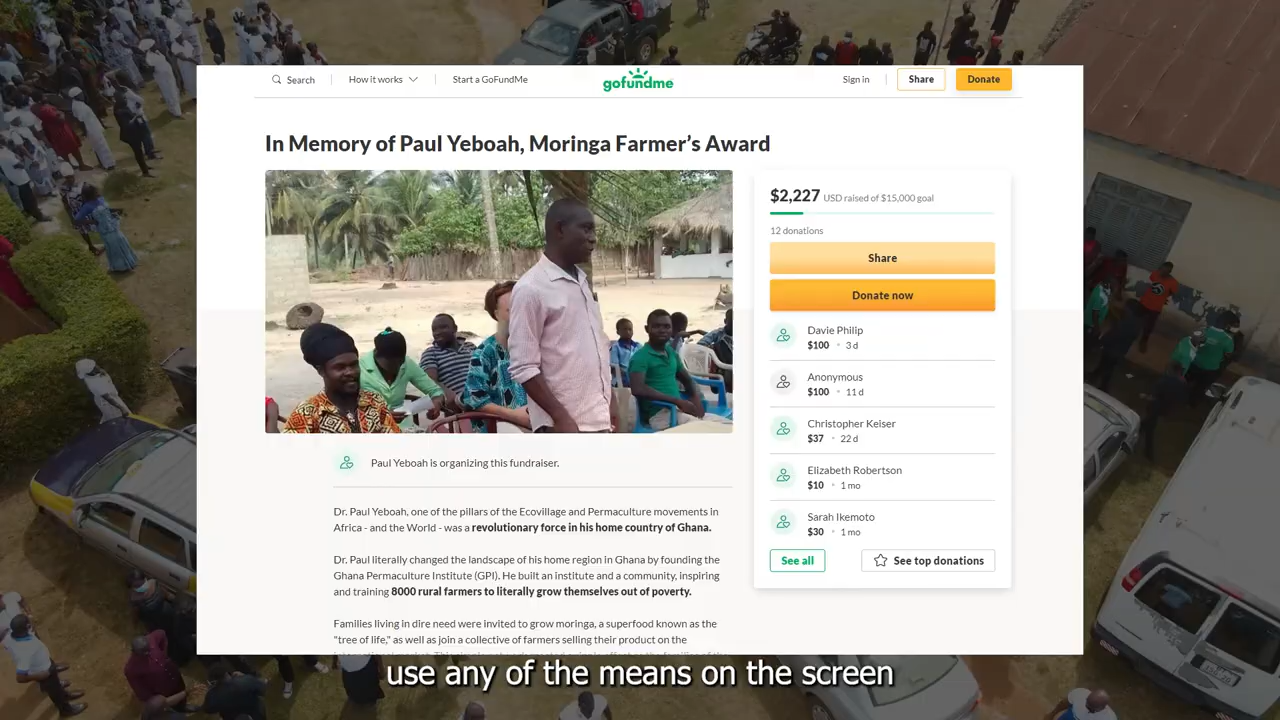 Search
How it works
Start a GoFundMe
gofundme
Sign in
Share
Donate
In Memory of Paul Yeboah, Moringa Farmer's Award
$2,227 USD raised of $15,000 goal
12 donations
Share
Donate now
Davie Philip
$100 • 3 d
Anonymous
$100 • 11 d
Christopher Keiser
$37 • 22 d
Elizabeth Robertson
$10 • 1 mo
Sarah Ikemoto
$30 • 1 mo
See all
See top donations
Paul Yeboah is organizing this fundraiser.
Dr. Paul Yeboah, one of the pillars of the Ecovillage and Permaculture movements in
Africa - and the World - was a revolutionary force in his home country of Ghana.
Dr. Paul literally changed the landscape of his home region in Ghana by founding the
Ghana Permaculture Institute (GPI). He built an institute and a community, inspiring
and training 8000 rural farmers to literally grow themselves out of poverty.
Families living in dire need were invited to grow moringa, a superfood known as the
"tree of life," as well as join a collective of farmers selling their product on the
use any of the means on the screen